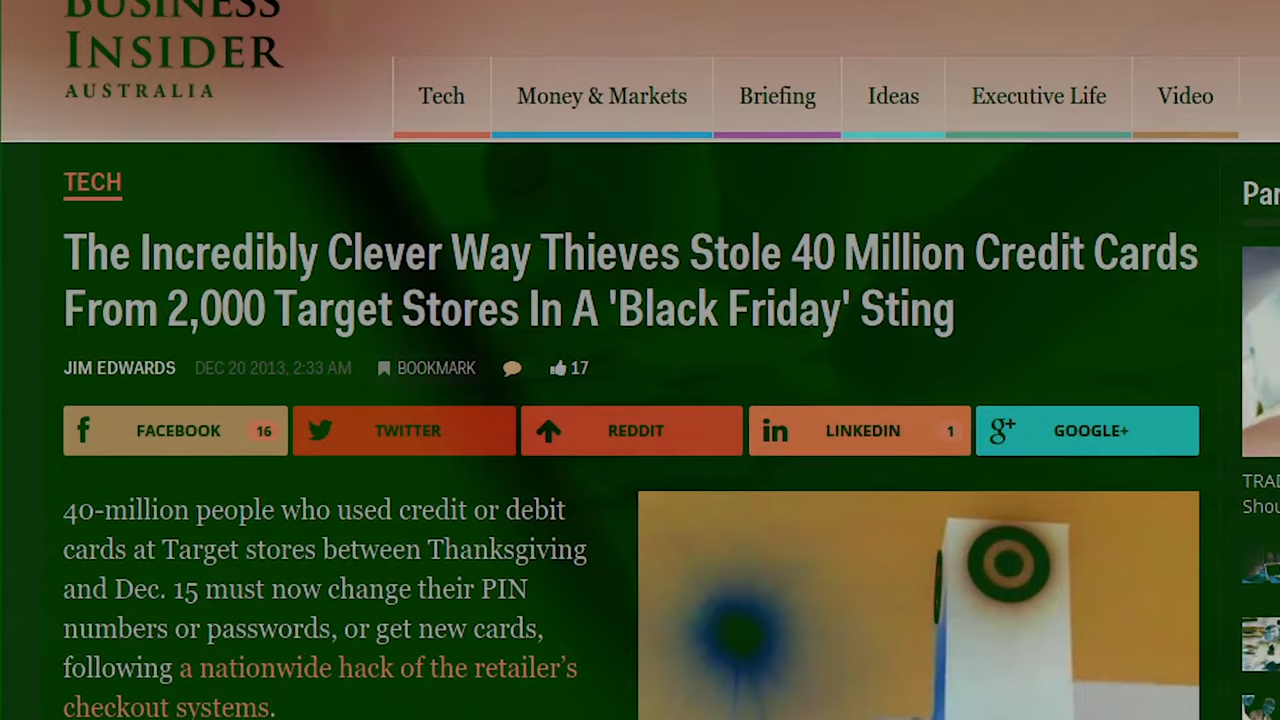 BUSINESS
INSIDER
AUSTRALIA
Tech Money & Markets Briefing Ideas Executive Life Video
TECH
The Incredibly Clever Way Thieves Stole 40 Million Credit Cards
From 2,000 Target Stores In A 'Black Friday' Sting
JIM EDWARDS DEC 20 2013, 2:33 AM BOOKMARK 17
f FACEBOOK 16 TWITTER REDDIT in LINKEDIN 1 g+ GOOGLE+
40-million people who used credit or debit
cards at Target stores between Thanksgiving
and Dec. 15 must now change their PIN
numbers or passwords, or get new cards,
following a nationwide hack of the retailer's
checkout systems.